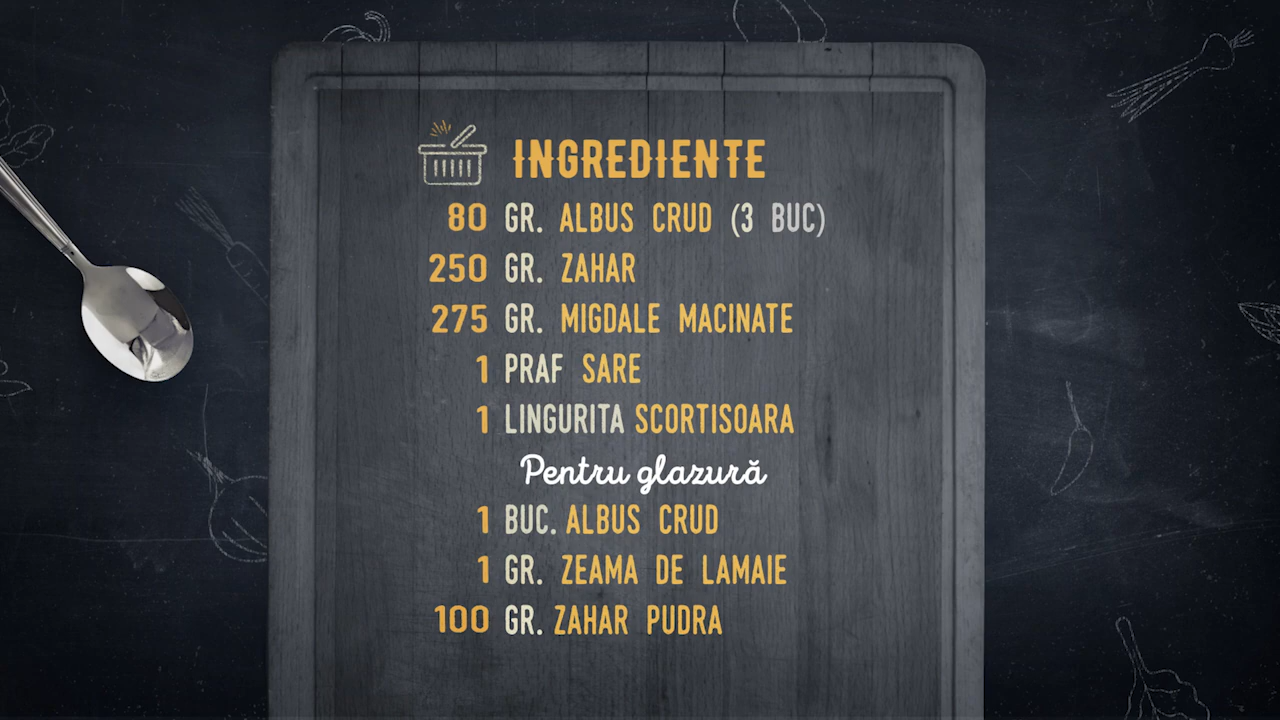 INGREDIENTE
80 GR. ALBUS CRUD (3 BUC)
250 GR. ZAHAR
275 GR. MIGDALE MACINATE
1 PRAF SARE
1 LINGURITA SCORTISOARA
Pentru glazură
1 BUC. ALBUS CRUD
1 GR. ZEAMA DE LAMAIE
100 GR. ZAHAR PUDRA